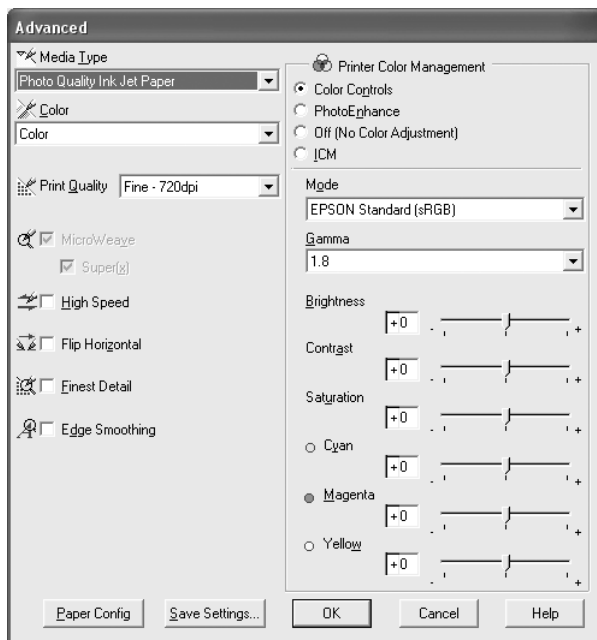 Advanced
Media Type
Photo Quality Ink Jet Paper
Color
Color
Print Quality Fine - 720dpi
MicroWeave
Super(x)
High Speed
Flip Horizontal
Finest Detail
Edge Smoothing
Printer Color Management
Color Controls
PhotoEnhance
Off (No Color Adjustment)
ICM
Mode
EPSON Standard (sRGB)
Gamma
1.8
Brightness
+0 - +
Contrast
+0 - +
Saturation
+0 - +
Cyan
+0 - +
Magenta
+0 - +
Yellow
+0 - +
Paper Config Save Settings... OK Cancel Help